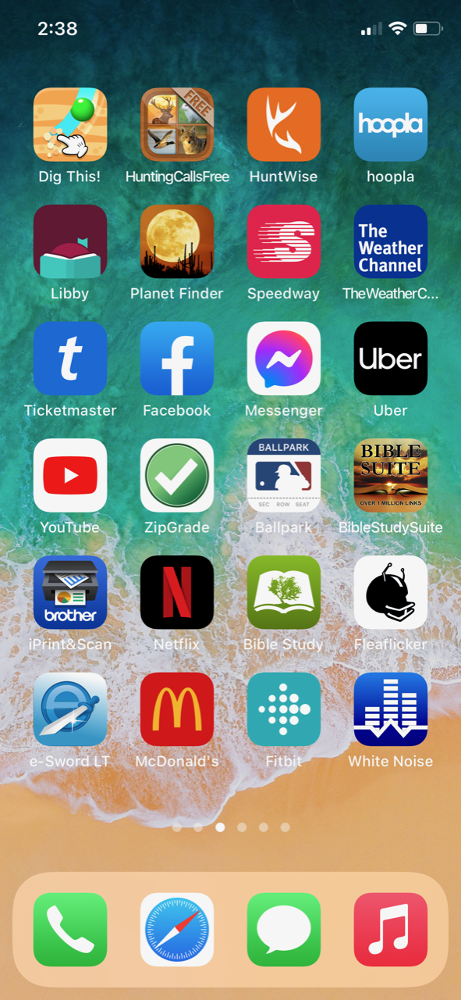 2:38
FREE
hoopla
Dig This!
HuntingCallsFree
HuntWise
hoopla
The
Weather
Channel
Libby
Planet Finder
S
Speedway
TheWeatherC...
t
f
Uber
Ticketmaster
Facebook
Messenger
Uber
BALLPARK
SEC ROW SEAT
BIBLE
SUITE
OVER 1 MILLION LINKS
YouTube
ZipGrade
Ballpark
BibleStudySuite
brother
N
iPrint&Scan
Netflix
Bible Study
Fleaflicker
e
M
e-Sword LT
McDonald's
Fitbit
White Noise